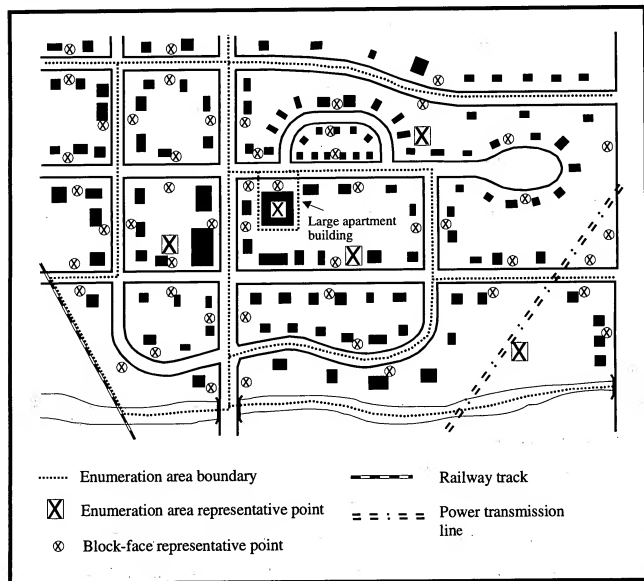 Large apartment
building
Enumeration area boundary
Enumeration area representative point
Block-face representative point
Railway track
Power transmission
line